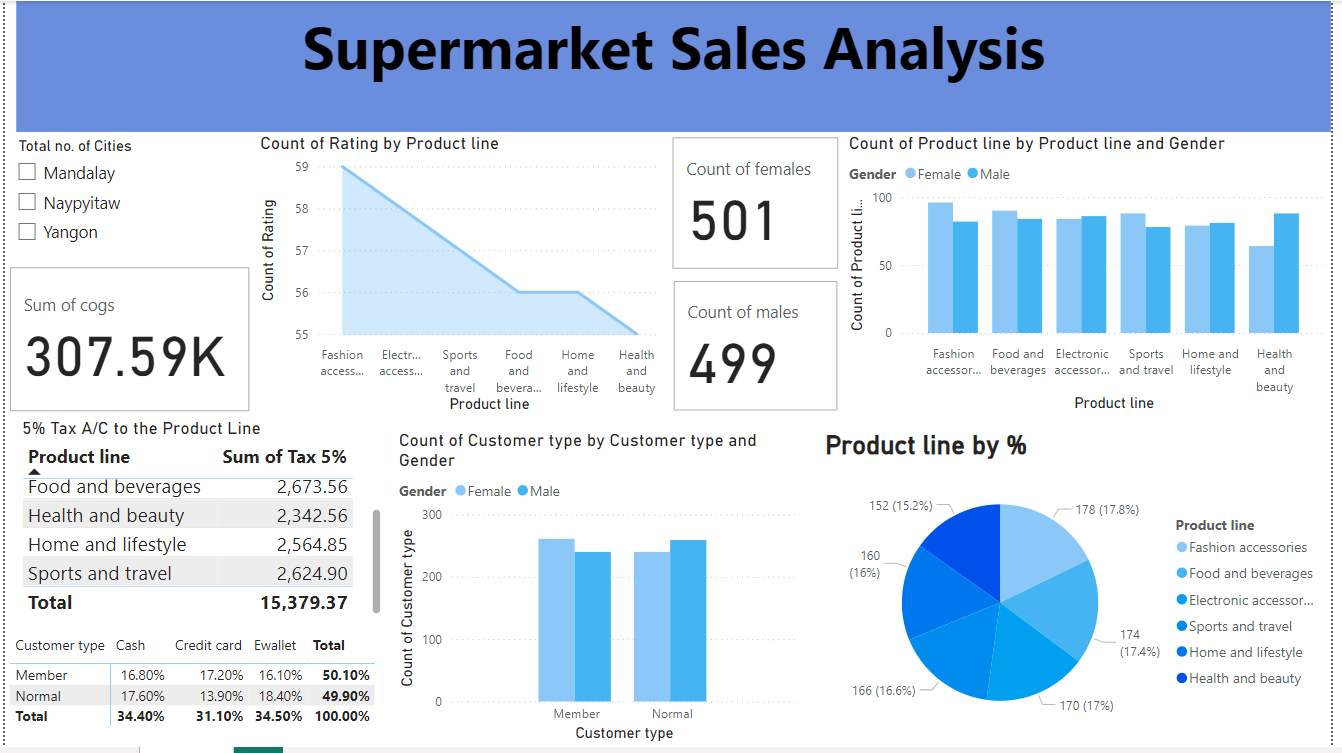 Supermarket Sales Analysis
Total no. of Cities
Mandalay
Naypyitaw
Yangon
Sum of cogs
307.59K
Count of Rating by Product line
Count of Rating
59
58
57
56
55
Fashion access...
Electr... access...
Sports and travel
Food and bevera...
Home and lifestyle
Health and beauty
Product line
Count of females
501
Count of males
499
Count of Product line by Product line and Gender
Gender Female Male
Count of Product li...
100
50
0
Fashion accessor...
Food and beverages
Electronic accessor...
Sports and travel
Home and lifestyle
Health and beauty
Product line
5% Tax A/C to the Product Line
Product line Sum of Tax 5%
Food and beverages 2,673.56
Health and beauty 2,342.56
Home and lifestyle 2,564.85
Sports and travel 2,624.90
Total 15,379.37
Customer type Cash Credit card Ewallet Total
Member 16.80% 17.20% 16.10% 50.10%
Normal 17.60% 13.90% 18.40% 49.90%
Total 34.40% 31.10% 34.50% 100.00%
Count of Customer type by Customer type and
Gender
Gender Female Male
Count of Customer type
300
200
100
0
Member
Normal
Customer type
Product line by %
178 (17.8%)
174
(17.4%)
170 (17%)
166 (16.6%)
160
(16%)
152 (15.2%)
Product line
Fashion accessories
Food and beverages
Electronic accessor...
Sports and travel
Home and lifestyle
Health and beauty